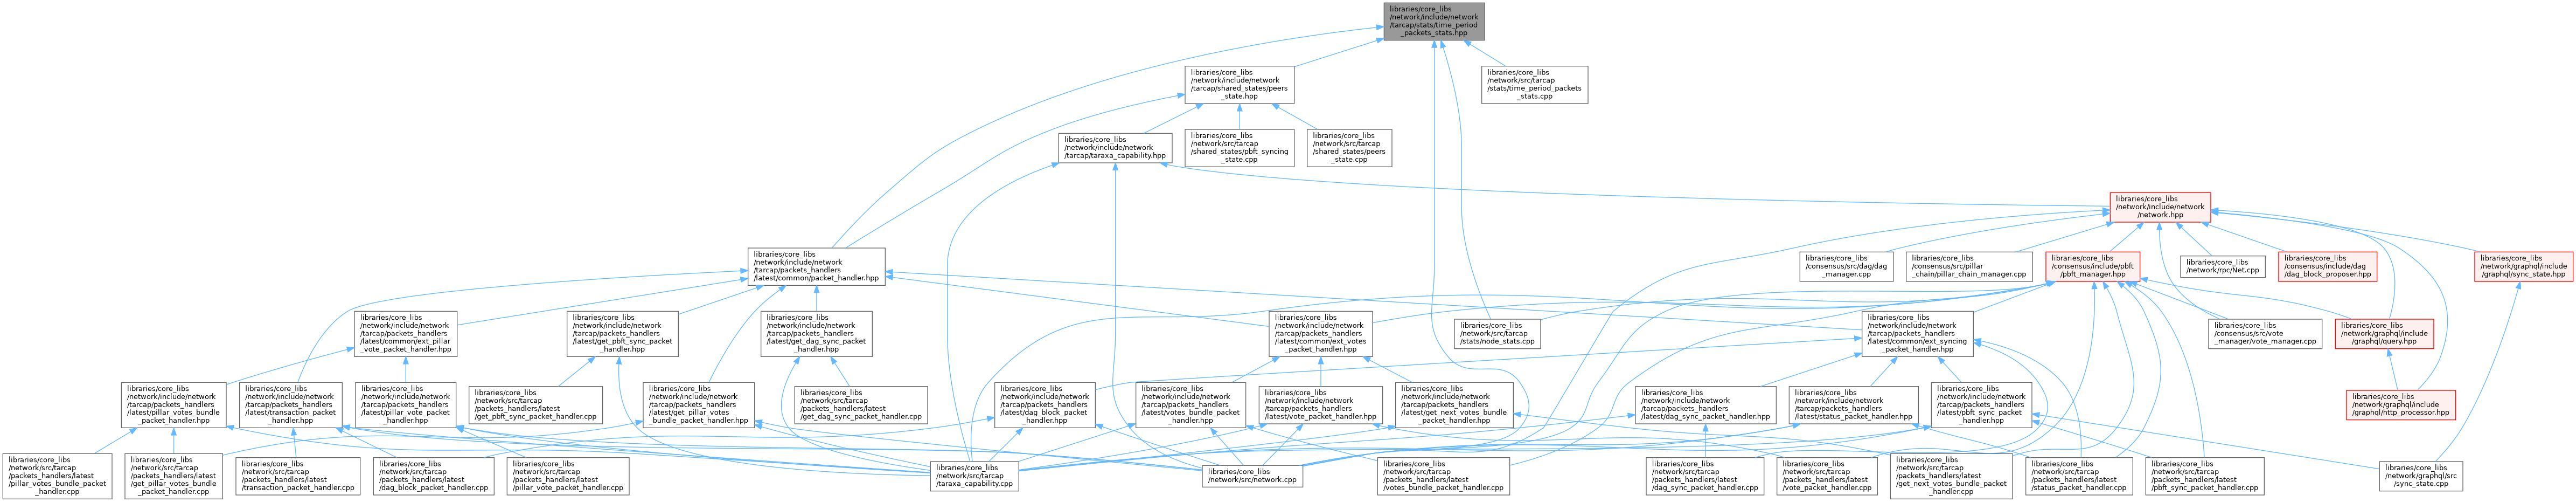 libraries/core_libs
/network/include/network
/tarcap/stats/time_period
_packets_stats.hpp
libraries/core_libs
/network/include/network
/tarcap/shared_states/peers
_state.hpp
libraries/core_libs
/network/src/tarcap
/stats/time_period_packets
_stats.cpp
libraries/core_libs
/network/include/network
/tarcap/taraxa_capability.hpp
libraries/core_libs
/network/src/tarcap
/shared_states/pbft_syncing
_state.cpp
libraries/core_libs
/network/src/tarcap
/shared_states/peers
_state.cpp
libraries/core_libs
/network/include/network
/network.hpp
libraries/core_libs
/network/include/network
/tarcap/packets_handlers
/latest/common/packet_handler.hpp
libraries/core_libs
/consensus/src/dag/dag
_manager.cpp
libraries/core_libs
/consensus/src/pillar
_chain/pillar_chain_manager.cpp
libraries/core_libs
/consensus/include/pbft
/pbft_manager.hpp
libraries/core_libs
/network/rpc/Net.cpp
libraries/core_libs
/consensus/include/dag
/dag_block_proposer.hpp
libraries/core_libs
/network/graphql/include
/graphql/sync_state.hpp
libraries/core_libs
/network/include/network
/tarcap/packets_handlers
/latest/common/ext_pillar
_vote_packet_handler.hpp
libraries/core_libs
/network/include/network
/tarcap/packets_handlers
/latest/get_pbft_sync_packet
_handler.hpp
libraries/core_libs
/network/include/network
/tarcap/packets_handlers
/latest/get_dag_sync_packet
_handler.hpp
libraries/core_libs
/network/include/network
/tarcap/packets_handlers
/latest/common/ext_votes
_packet_handler.hpp
libraries/core_libs
/network/src/tarcap
/stats/node_stats.cpp
libraries/core_libs
/network/include/network
/tarcap/packets_handlers
/latest/common/ext_syncing
_packet_handler.hpp
libraries/core_libs
/consensus/src/vote
_manager/vote_manager.cpp
libraries/core_libs
/network/graphql/include
/graphql/query.hpp
libraries/core_libs
/network/include/network
/tarcap/packets_handlers
/latest/pillar_votes_bundle
_packet_handler.hpp
libraries/core_libs
/network/include/network
/tarcap/packets_handlers
/latest/transaction_packet
_handler.hpp
libraries/core_libs
/network/include/network
/tarcap/packets_handlers
/latest/pillar_vote_packet
_handler.hpp
libraries/core_libs
/network/src/tarcap
/packets_handlers/latest
/get_pbft_sync_packet_handler.cpp
libraries/core_libs
/network/include/network
/tarcap/packets_handlers
/latest/get_pillar_votes
_bundle_packet_handler.hpp
libraries/core_libs
/network/src/tarcap
/packets_handlers/latest
/get_dag_sync_packet_handler.cpp
libraries/core_libs
/network/include/network
/tarcap/packets_handlers
/latest/dag_block_packet
_handler.hpp
libraries/core_libs
/network/include/network
/tarcap/packets_handlers
/latest/votes_bundle_packet
_handler.hpp
libraries/core_libs
/network/include/network
/tarcap/packets_handlers
/latest/vote_packet_handler.hpp
libraries/core_libs
/network/include/network
/tarcap/packets_handlers
/latest/get_next_votes_bundle
_packet_handler.hpp
libraries/core_libs
/network/include/network
/tarcap/packets_handlers
/latest/dag_sync_packet_handler.hpp
libraries/core_libs
/network/include/network
/tarcap/packets_handlers
/latest/status_packet_handler.hpp
libraries/core_libs
/network/include/network
/tarcap/packets_handlers
/latest/pbft_sync_packet
_handler.hpp
libraries/core_libs
/network/graphql/include
/graphql/http_processor.hpp
libraries/core_libs
/network/src/tarcap
/packets_handlers/latest
/pillar_votes_bundle_packet
_handler.cpp
libraries/core_libs
/network/src/tarcap
/packets_handlers/latest
/get_pillar_votes_bundle
_packet_handler.cpp
libraries/core_libs
/network/src/tarcap
/packets_handlers/latest
/transaction_packet_handler.cpp
libraries/core_libs
/network/src/tarcap
/packets_handlers/latest
/dag_block_packet_handler.cpp
libraries/core_libs
/network/src/tarcap
/packets_handlers/latest
/pillar_vote_packet_handler.cpp
libraries/core_libs
/network/src/tarcap
/taraxa_capability.cpp
libraries/core_libs
/network/src/network.cpp
libraries/core_libs
/network/src/tarcap
/packets_handlers/latest
/votes_bundle_packet_handler.cpp
libraries/core_libs
/network/src/tarcap
/packets_handlers/latest
/dag_sync_packet_handler.cpp
libraries/core_libs
/network/src/tarcap
/packets_handlers/latest
/vote_packet_handler.cpp
libraries/core_libs
/network/src/tarcap
/packets_handlers/latest
/get_next_votes_bundle_packet
_handler.cpp
libraries/core_libs
/network/src/tarcap
/packets_handlers/latest
/status_packet_handler.cpp
libraries/core_libs
/network/src/tarcap
/packets_handlers/latest
/pbft_sync_packet_handler.cpp
libraries/core_libs
/network/graphql/src
/sync_state.cpp